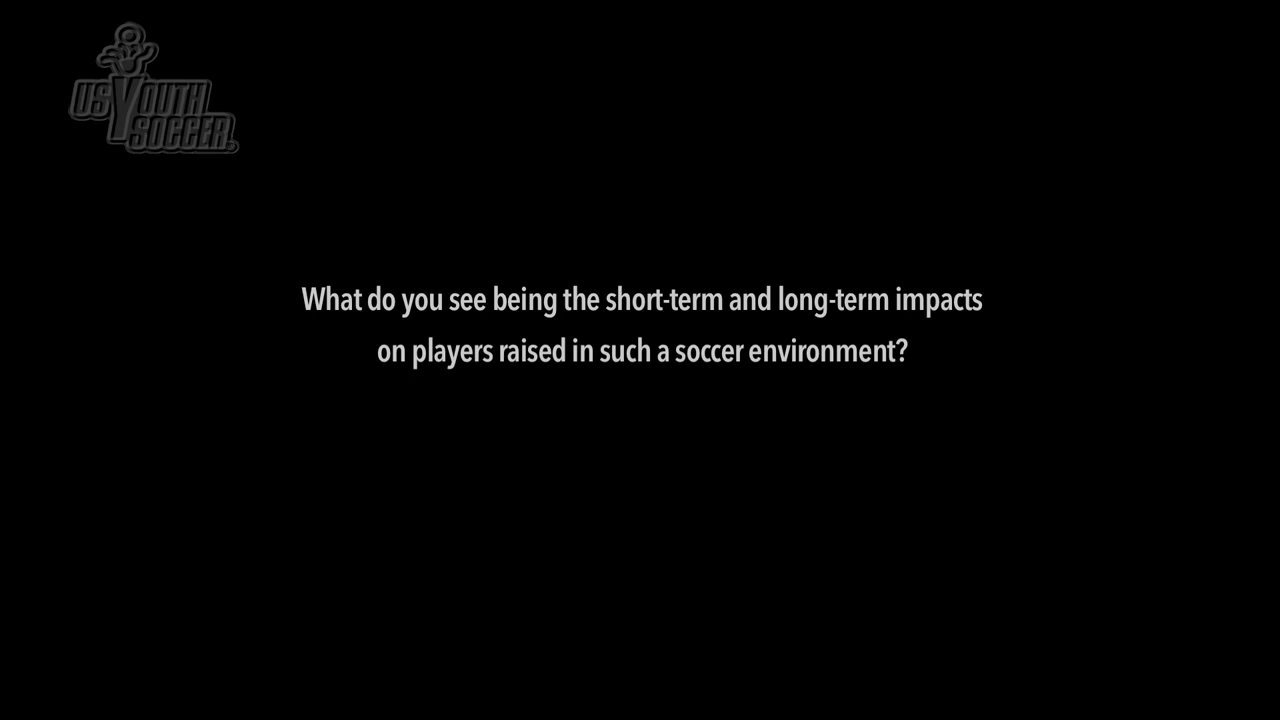 US YOUTH
SOCCER
What do you see being the short-term and long-term impacts
on players raised in such a soccer environment?